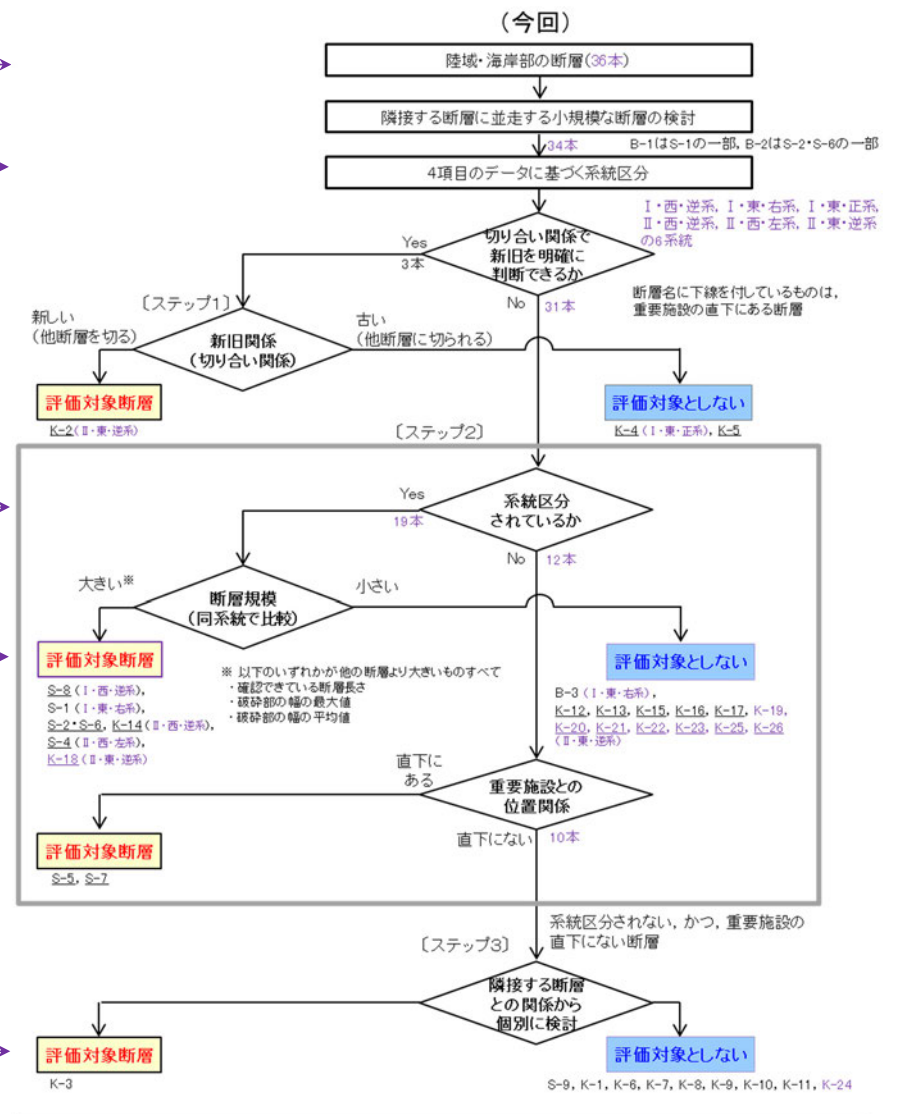 (今回)
陸域・海岸部の断層(36本)
隣接する断層に並走する小規模な断層の検討
34本
B-1はS-1の一部, B-2はS-2・S-6の一部
4項目のデータに基づく系統区分
Ⅰ・西・逆系, Ⅰ・東・右系, Ⅰ・東・正系,
Ⅱ・西・逆系, Ⅱ・西・左系, Ⅱ・東・逆系
の6系統
切り合い関係で
新旧を明確に
判断できるか
Yes
3本
No
31本
断層名に下線を付しているものは,
重要施設の直下にある断層
〔ステップ1〕
新しい
(他断層を切る)
新旧関係
(切り合い関係)
古い
(他断層に切られる)
評価対象断層
K-2(Ⅱ・東・逆系)
評価対象としない
K-4(Ⅰ・東・正系), K-5
〔ステップ2〕
系統区分
されているか
Yes
19本
No
12本
大きい※
断層規模
(同系統で比較)
小さい
評価対象断層
S-8(Ⅰ・西・逆系),
S-1(Ⅰ・東・右系),
S-2・S-6, K-14(Ⅱ・西・逆系),
S-4(Ⅱ・西・左系),
K-18(Ⅱ・東・逆系)
※ 以下のいずれかが他の断層より大きいものすべて
・確認できている断層長さ
・破砕部の幅の最大値
・破砕部の幅の平均値
評価対象としない
B-3(Ⅰ・東・右系),
K-12, K-13, K-15, K-16, K-17, K-19,
K-20, K-21, K-22, K-23, K-25, K-26
(Ⅱ・東・逆系)
直下に
ある
重要施設との
位置関係
直下にない
10本
評価対象断層
S-5, S-7
系統区分されない, かつ, 重要施設の
直下にない断層
〔ステップ3〕
隣接する断層
との関係から
個別に検討
評価対象断層
K-3
評価対象としない
S-9, K-1, K-6, K-7, K-8, K-9, K-10, K-11, K-24